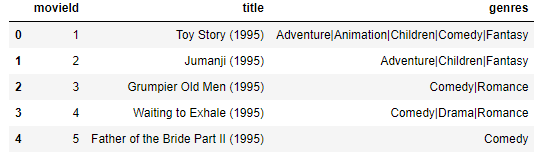 movieId title genres
0 1 Toy Story (1995) Adventure|Animation|Children|Comedy|Fantasy
1 2 Jumanji (1995) Adventure|Children|Fantasy
2 3 Grumpier Old Men (1995) Comedy|Romance
3 4 Waiting to Exhale (1995) Comedy|Drama|Romance
4 5 Father of the Bride Part II (1995) Comedy